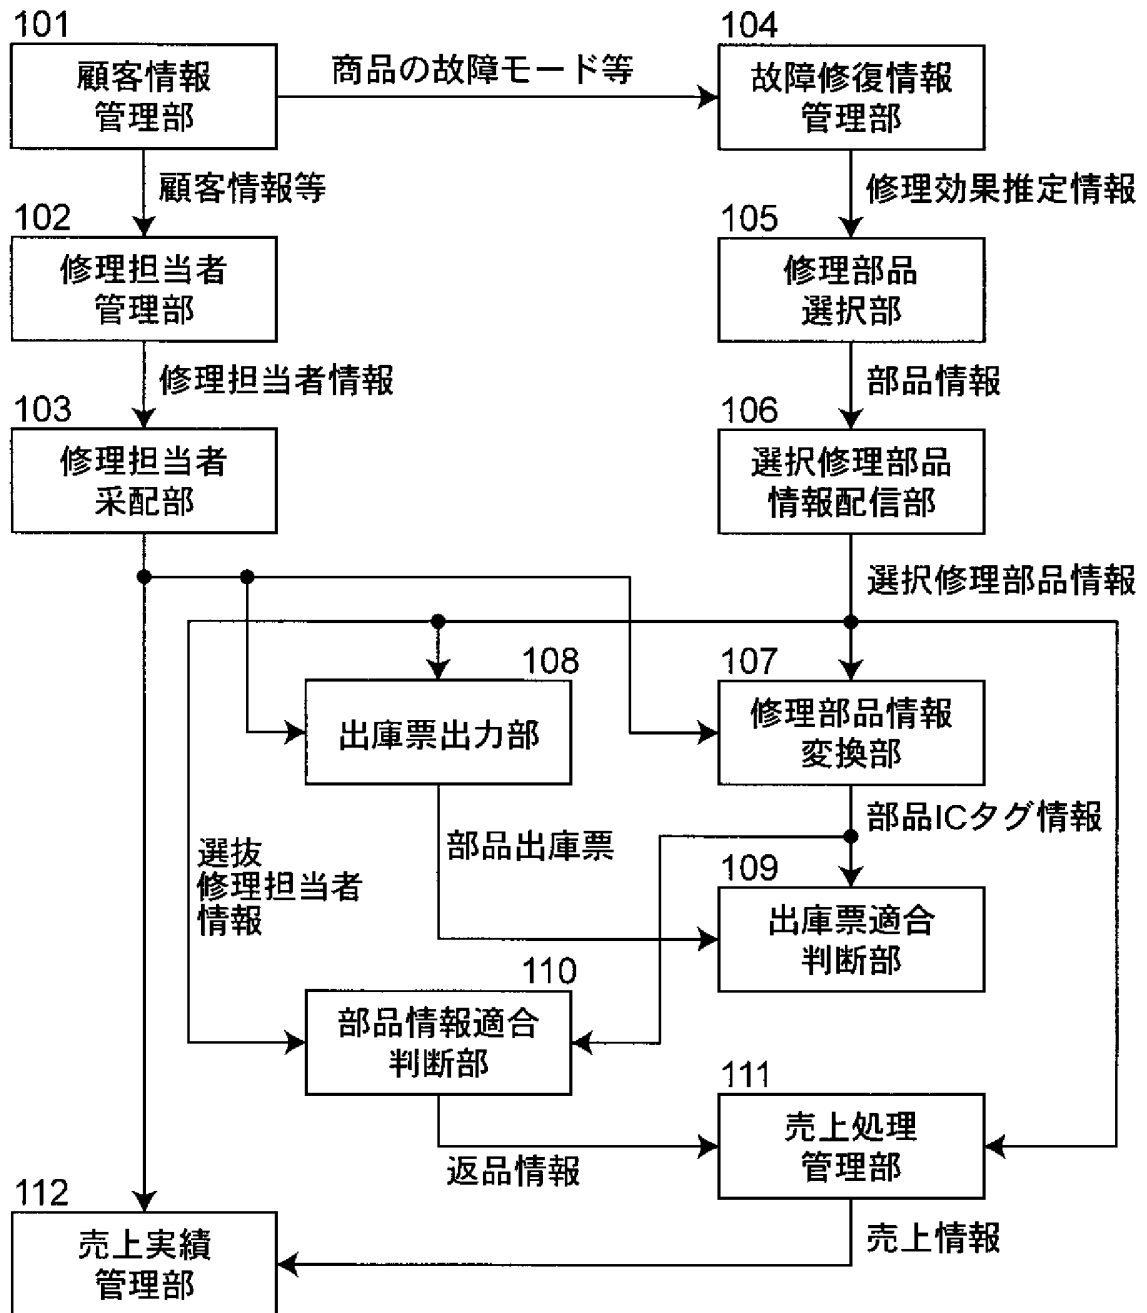 101
顧客情報
管理部
商品の故障モード等
104
故障修復情報
管理部
顧客情報等
修理効果推定情報
102
修理担当者
管理部
105
修理部品
選択部
修理担当者情報
部品情報
103
修理担当者
采配部
106
選択修理部品
情報配信部
選択修理部品情報
108
出庫票出力部
107
修理部品情報
変換部
部品ICタグ情報
選抜
修理担当者
情報
部品出庫票
109
出庫票適合
判断部
110
部品情報適合
判断部
111
売上処理
管理部
返品情報
112
売上実績
管理部
売上情報